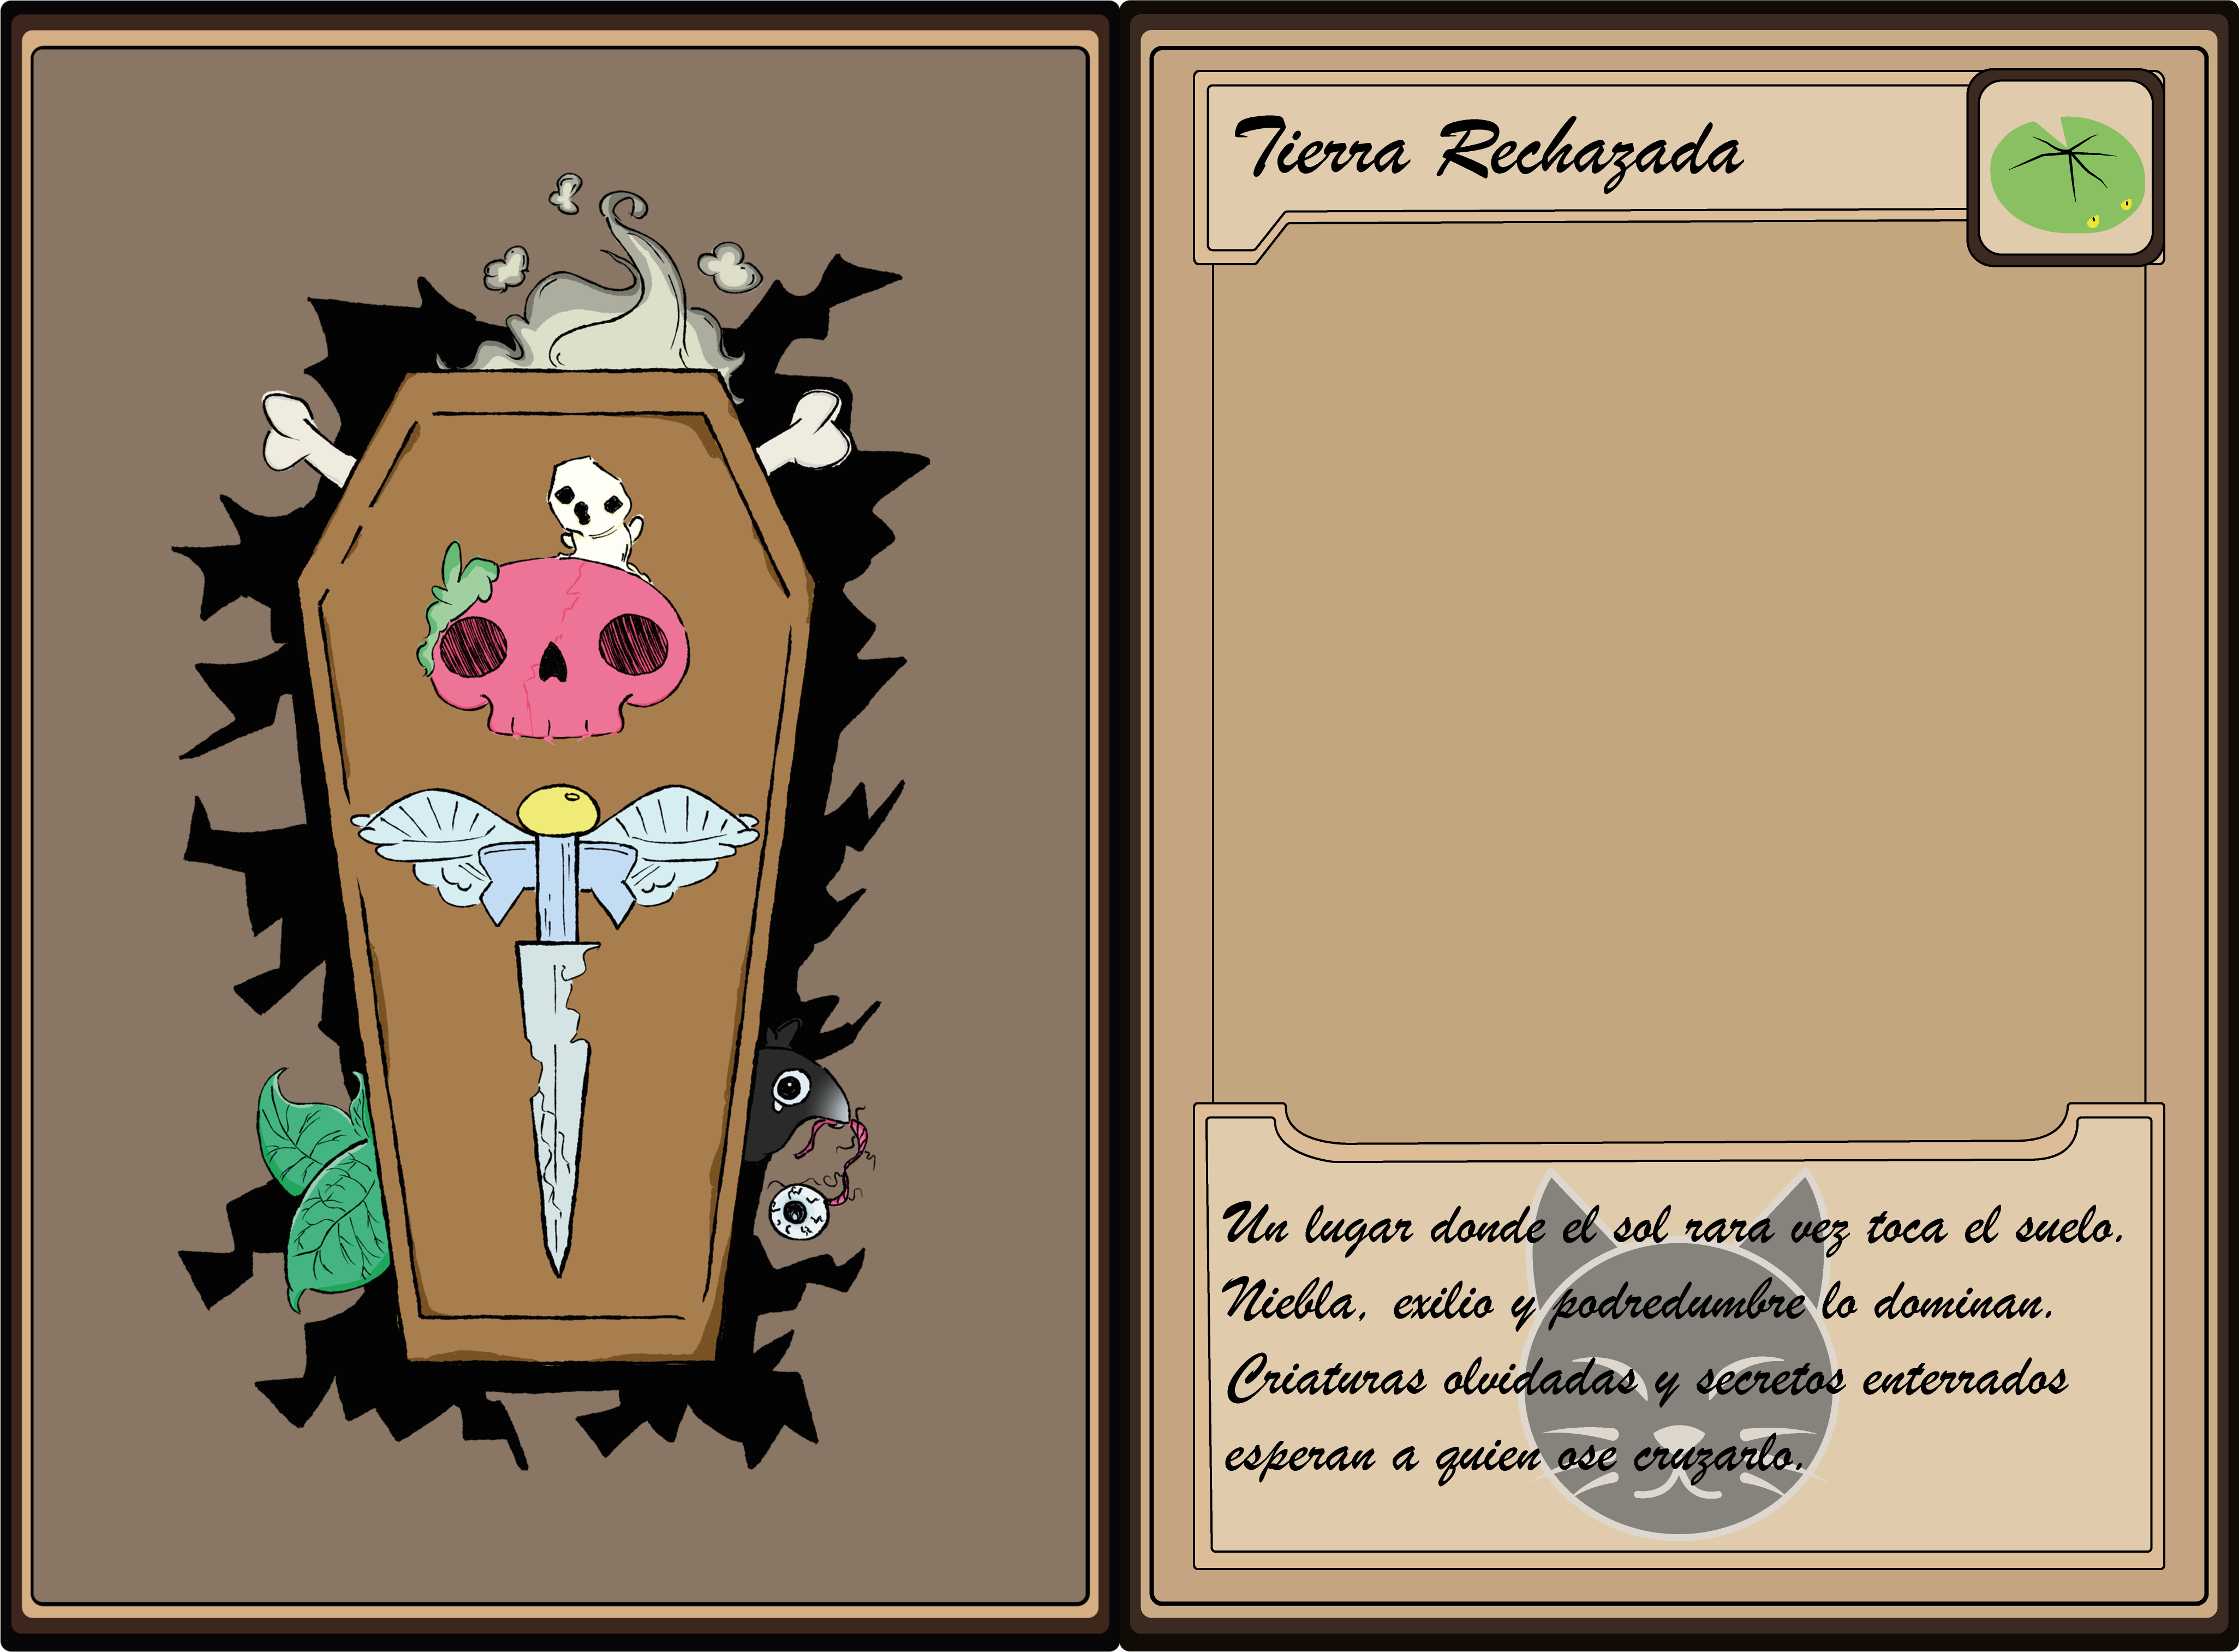 Tierra Rechazada
Un lugar donde el sol rara vez toca el suelo.
Niebla, exilio y podredumbre lo dominan.
Criaturas olvidadas y secretos enterrados
esperan a quien ose cruzarlo.